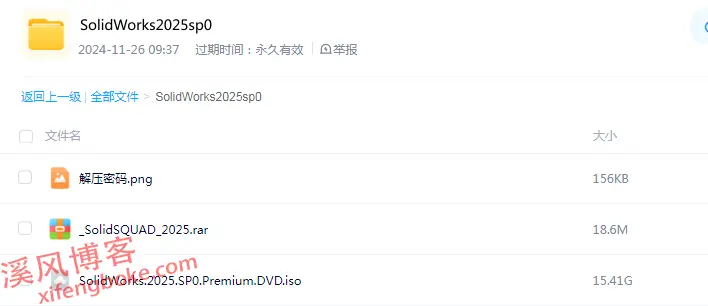 SolidWorks2025sp0
2024-11-26 09:37 过期时间：永久有效 举报
返回上一级 | 全部文件 > SolidWorks2025sp0
文件名 大小
解压密码.png 156KB
_SolidSQUAD_2025.rar 18.6M
SolidWorks.2025.SP0.Premium.DVD.iso 15.41G
溪风博客
xifengboke.com